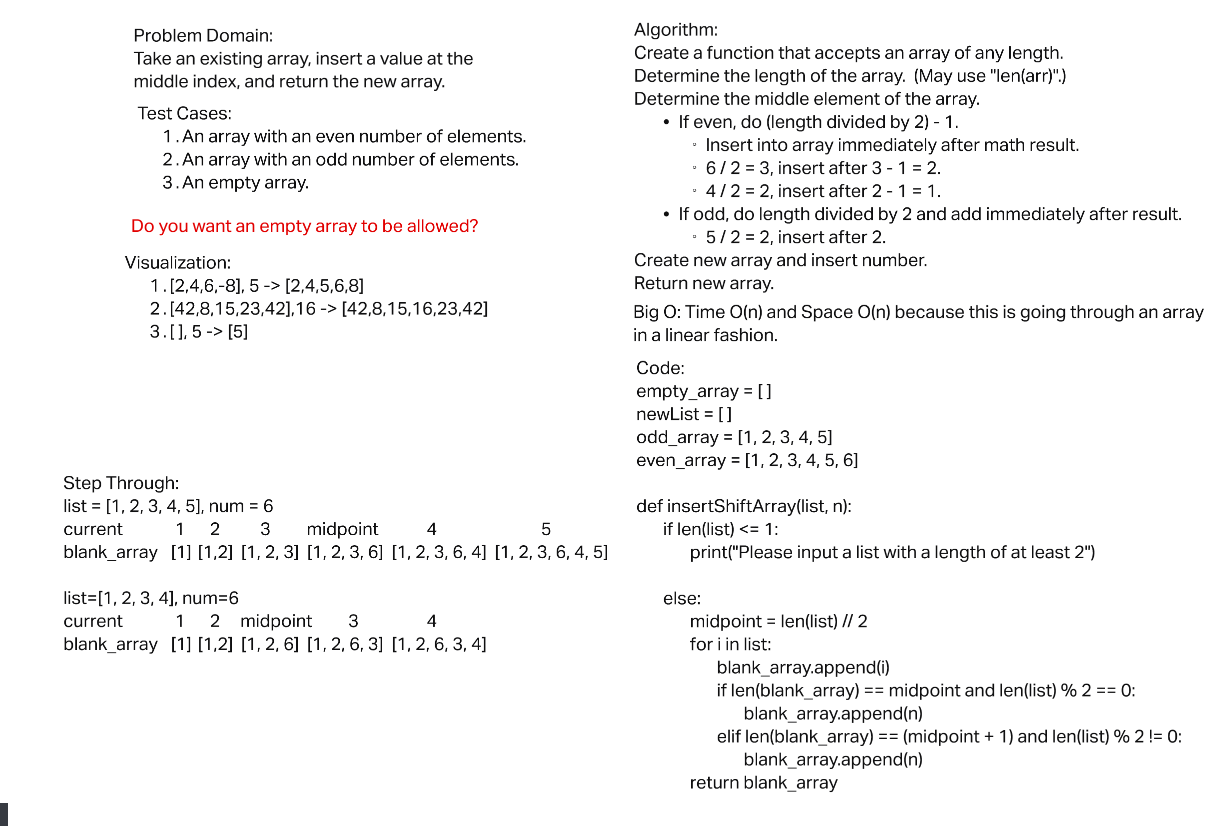 Problem Domain:
Take an existing array, insert a value at the
middle index, and return the new array.
Test Cases:
1. An array with an even number of elements.
2. An array with an odd number of elements.
3. An empty array.
Do you want an empty array to be allowed?
Visualization:
1. [2,4,6,-8], 5 -> [2,4,5,6,8]
2. [42,8,15,23,42],16 -> [42,8,15,16,23,42]
3. [ ], 5 -> [5]
Step Through:
list = [1, 2, 3, 4, 5], num = 6
current 1 2 3 midpoint 4 5
blank_array [1] [1,2] [1, 2, 3] [1, 2, 3, 6] [1, 2, 3, 6, 4] [1, 2, 3, 6, 4, 5]
list=[1, 2, 3, 4], num=6
current 1 2 midpoint 3 4
blank_array [1] [1,2] [1, 2, 6] [1, 2, 6, 3] [1, 2, 6, 3, 4]
Algorithm:
Create a function that accepts an array of any length.
Determine the length of the array. (May use "len(arr)".)
Determine the middle element of the array.
• If even, do (length divided by 2) - 1.
◦ Insert into array immediately after math result.
◦ 6 / 2 = 3, insert after 3 - 1 = 2.
◦ 4 / 2 = 2, insert after 2 - 1 = 1.
• If odd, do length divided by 2 and add immediately after result.
◦ 5 / 2 = 2, insert after 2.
Create new array and insert number.
Return new array.
Big O: Time O(n) and Space O(n) because this is going through an array
in a linear fashion.
Code:
empty_array = [ ]
newList = [ ]
odd_array = [1, 2, 3, 4, 5]
even_array = [1, 2, 3, 4, 5, 6]
def insertShiftArray(list, n):
if len(list) <= 1:
print("Please input a list with a length of at least 2")
else:
midpoint = len(list) // 2
for i in list:
blank_array.append(i)
if len(blank_array) == midpoint and len(list) % 2 == 0:
blank_array.append(n)
elif len(blank_array) == (midpoint + 1) and len(list) % 2 != 0:
blank_array.append(n)
return blank_array